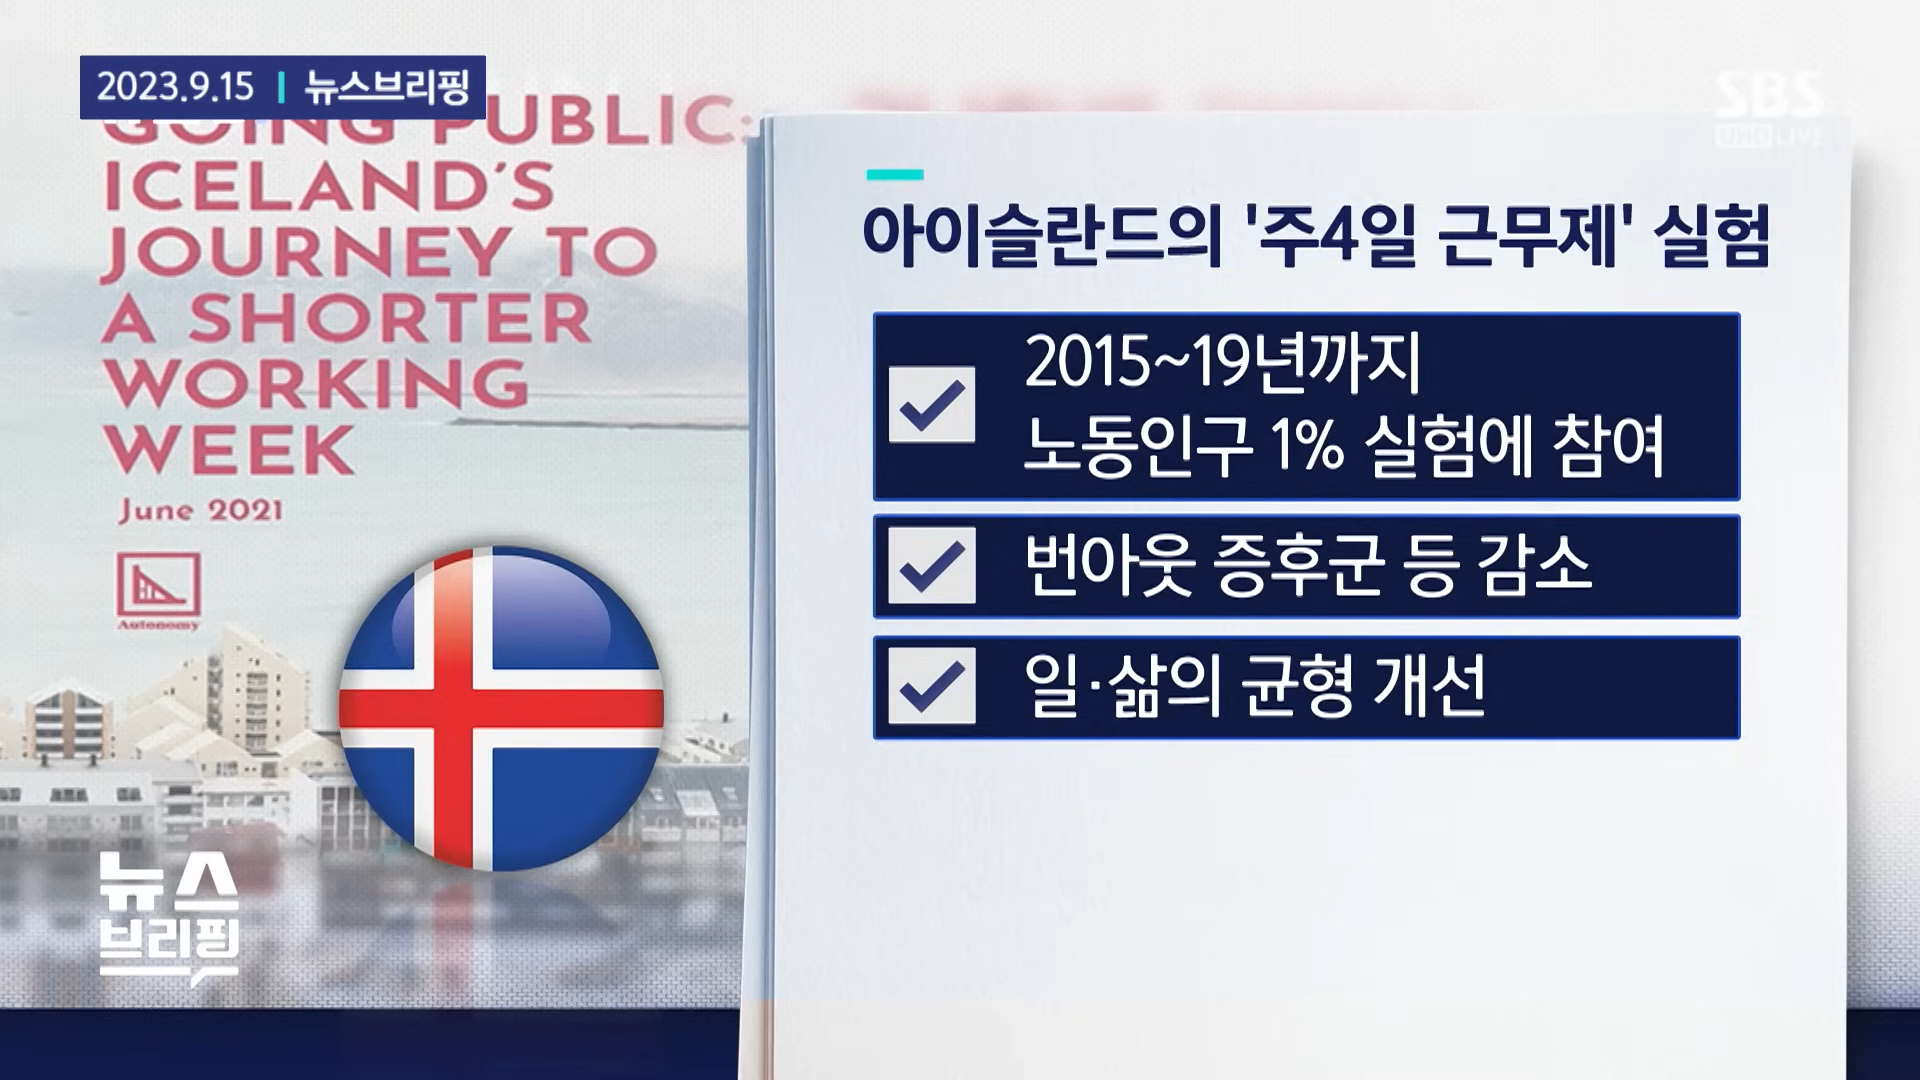 2023.9.15 | 뉴스브리핑
GOING PUBLIC:
ICELAND'S
JOURNEY TO
A SHORTER
WORKING
WEEK
June 2021
Autonomy
뉴스
브리핑
SBS
UHD LIVE
아이슬란드의 '주4일 근무제' 실험
2015~19년까지
노동인구 1% 실험에 참여
번아웃 증후군 등 감소
일·삶의 균형 개선